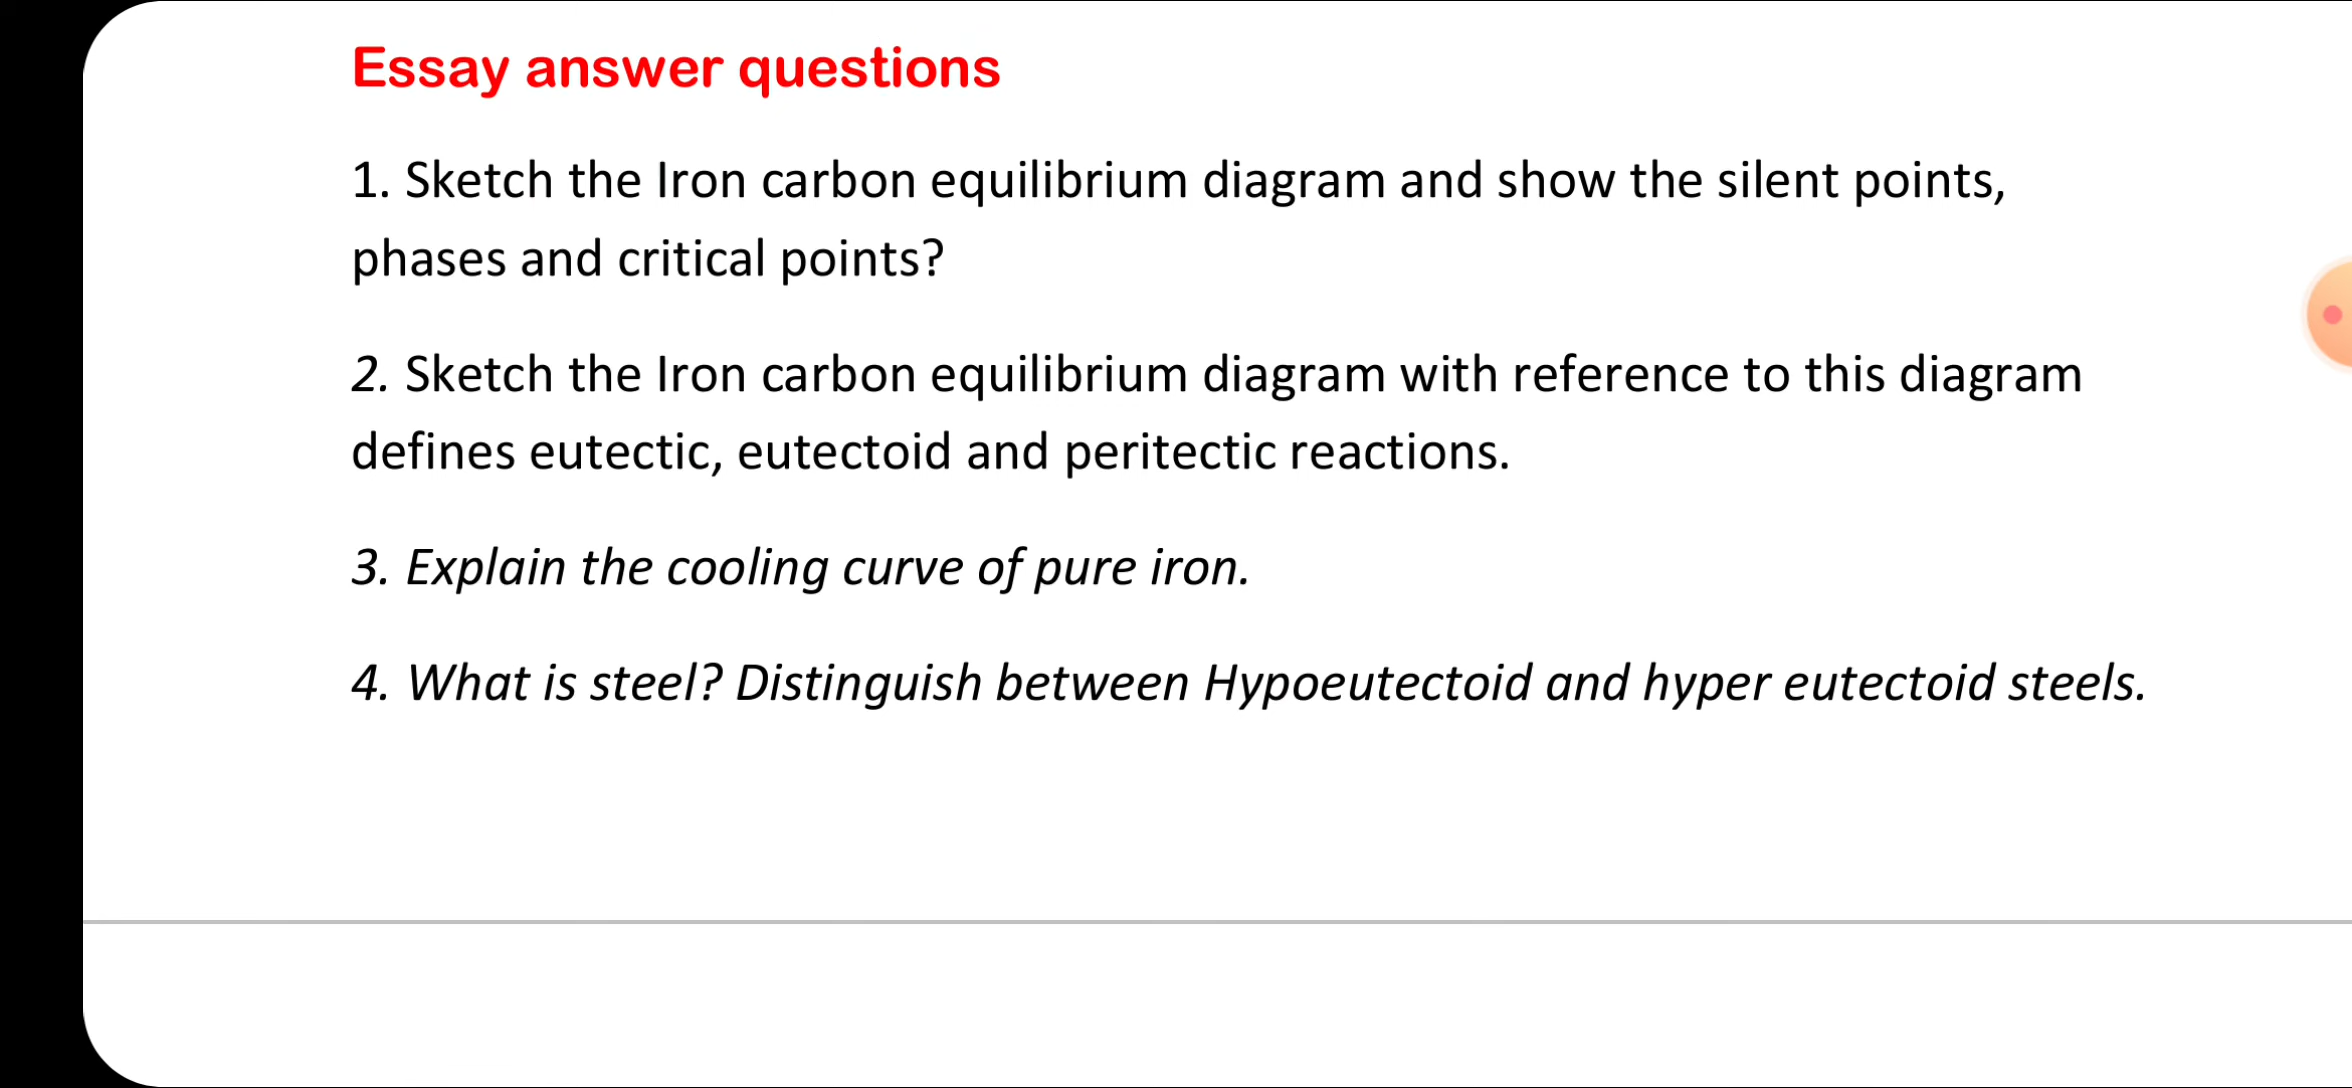 Essay answer questions
1. Sketch the Iron carbon equilibrium diagram and show the silent points,
phases and critical points?
2. Sketch the Iron carbon equilibrium diagram with reference to this diagram
defines eutectic, eutectoid and peritectic reactions.
3. Explain the cooling curve of pure iron.
4. What is steel? Distinguish between Hypoeutectoid and hyper eutectoid steels.